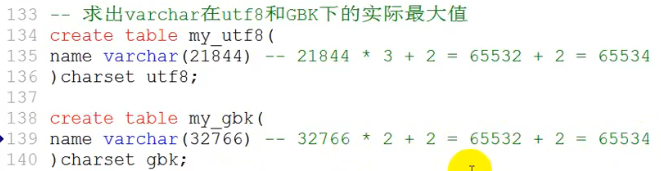 133 -- 求出varchar在utf8和GBK下的实际最大值
134 create table my_utf8(
135 name varchar(21844) -- 21844 * 3 + 2 = 65532 + 2 = 65534
136 )charset utf8;
137
138 create table my_gbk(
139 name varchar(32766) -- 32766 * 2 + 2 = 65532 + 2 = 65534
140 )charset gbk;